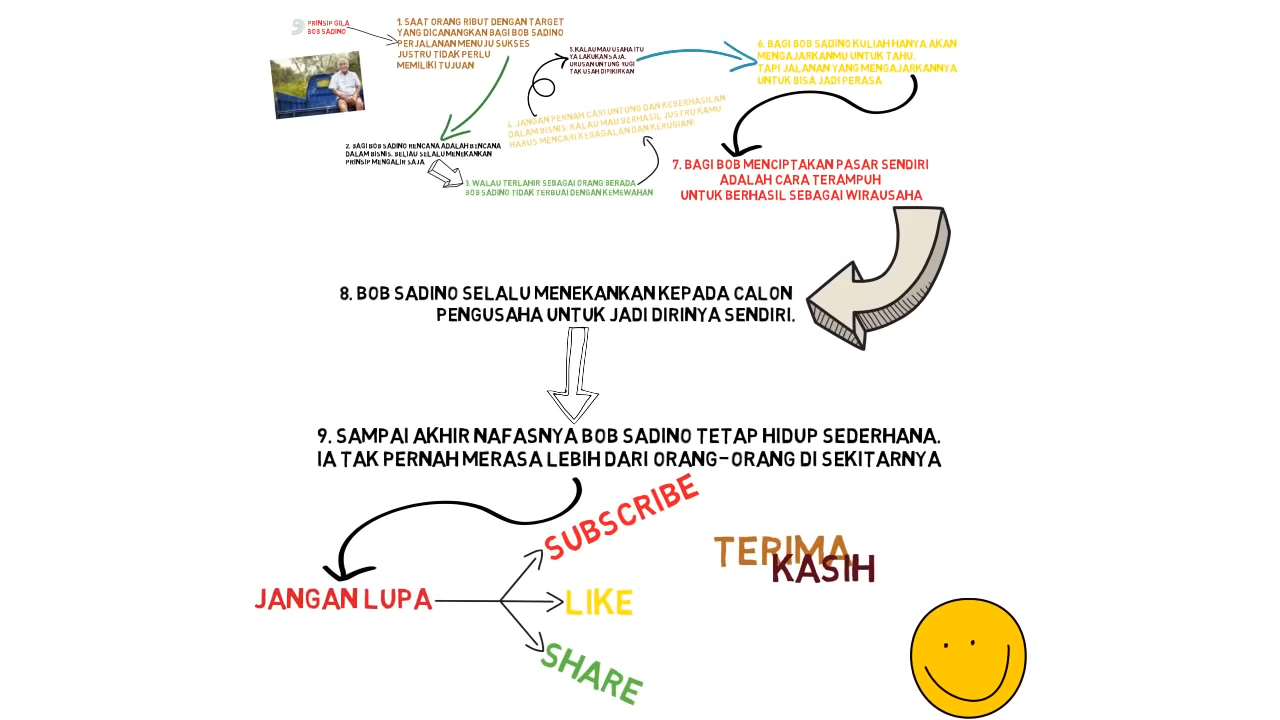 9 PRINSIP GILA
BOB SADINO
1. SAAT ORANG RIBUT DENGAN TARGET
YANG DICANANGKAN BAGI BOB SADINO
PERJALANAN MENUJU SUKSES
JUSTRU TIDAK PERLU
MEMILIKI TUJUAN
2. BAGI BOB SADINO RENCANA ADALAH BENCANA
DALAM BISNIS. BELIAU SELALU MENEKANKAN
PRINSIP MENGALIR SAJA
3. WALAU TERLAHIR SEBAGAI ORANG BERADA
BOB SADINO TIDAK TERBUAI DENGAN KEMEWAHAN
4. JANGAN PERNAH CARI UNTUNG DAN KEBERHASILAN
DALAM BISNIS. KALAU MAU BERHASIL JUSTRU KAMU
HARUS MENCARI KEGAGALAN DAN KERUGIAN!
5. KALAU MAU USAHA ITU
YA LAKUKAN SAJA.
URUSAN UNTUNG RUGI
TAK USAH DIPIKIRKAN
6. BAGI BOB SADINO KULIAH HANYA AKAN
MENGAJARKANMU UNTUK TAHU.
TAPI JALANAN YANG MENGAJARKANNYA
UNTUK BISA JADI PERASA
7. BAGI BOB MENCIPTAKAN PASAR SENDIRI
ADALAH CARA TERAMPUH
UNTUK BERHASIL SEBAGAI WIRAUSAHA
8. BOB SADINO SELALU MENEKANKAN KEPADA CALON
PENGUSAHA UNTUK JADI DIRINYA SENDIRI.
9. SAMPAI AKHIR NAFASNYA BOB SADINO TETAP HIDUP SEDERHANA.
IA TAK PERNAH MERASA LEBIH DARI ORANG-ORANG DI SEKITARNYA
JANGAN LUPA
SUBSCRIBE
LIKE
SHARE
TERIMA
KASIH